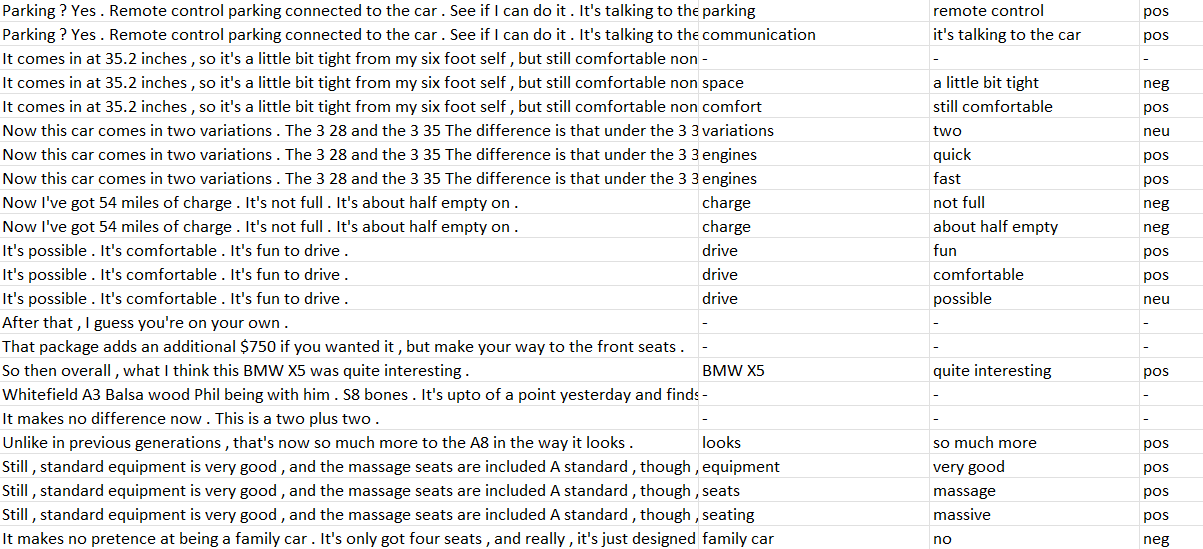 Parking ? Yes . Remote control parking connected to the car . See if I can do it . It's talking to the parking remote control pos
Parking ? Yes . Remote control parking connected to the car . See if I can do it . It's talking to the communication it's talking to the car pos
It comes in at 35.2 inches , so it's a little bit tight from my six foot self , but still comfortable non - - -
It comes in at 35.2 inches , so it's a little bit tight from my six foot self , but still comfortable non space a little bit tight neg
It comes in at 35.2 inches , so it's a little bit tight from my six foot self , but still comfortable non comfort still comfortable pos
Now this car comes in two variations . The 3 28 and the 3 35 The difference is that under the 3 3 variations two neu
Now this car comes in two variations . The 3 28 and the 3 35 The difference is that under the 3 3 engines quick pos
Now this car comes in two variations . The 3 28 and the 3 35 The difference is that under the 3 3 engines fast pos
Now I've got 54 miles of charge . It's not full . It's about half empty on . charge not full neg
Now I've got 54 miles of charge . It's not full . It's about half empty on . charge about half empty neg
It's possible . It's comfortable . It's fun to drive . drive fun pos
It's possible . It's comfortable . It's fun to drive . drive comfortable pos
It's possible . It's comfortable . It's fun to drive . drive possible neu
After that , I guess you're on your own . - - -
That package adds an additional $750 if you wanted it , but make your way to the front seats . - - -
So then overall , what I think this BMW X5 was quite interesting . BMW X5 quite interesting pos
Whitefield A3 Balsa wood Phil being with him . S8 bones . It's upto of a point yesterday and finds - - -
It makes no difference now . This is a two plus two . - - -
Unlike in previous generations , that's now so much more to the A8 in the way it looks . looks so much more pos
Still , standard equipment is very good , and the massage seats are included A standard , though , equipment very good pos
Still , standard equipment is very good , and the massage seats are included A standard , though , seats massage pos
Still , standard equipment is very good , and the massage seats are included A standard , though , seating massive pos
It makes no pretence at being a family car . It's only got four seats , and really , it's just designed family car no neg